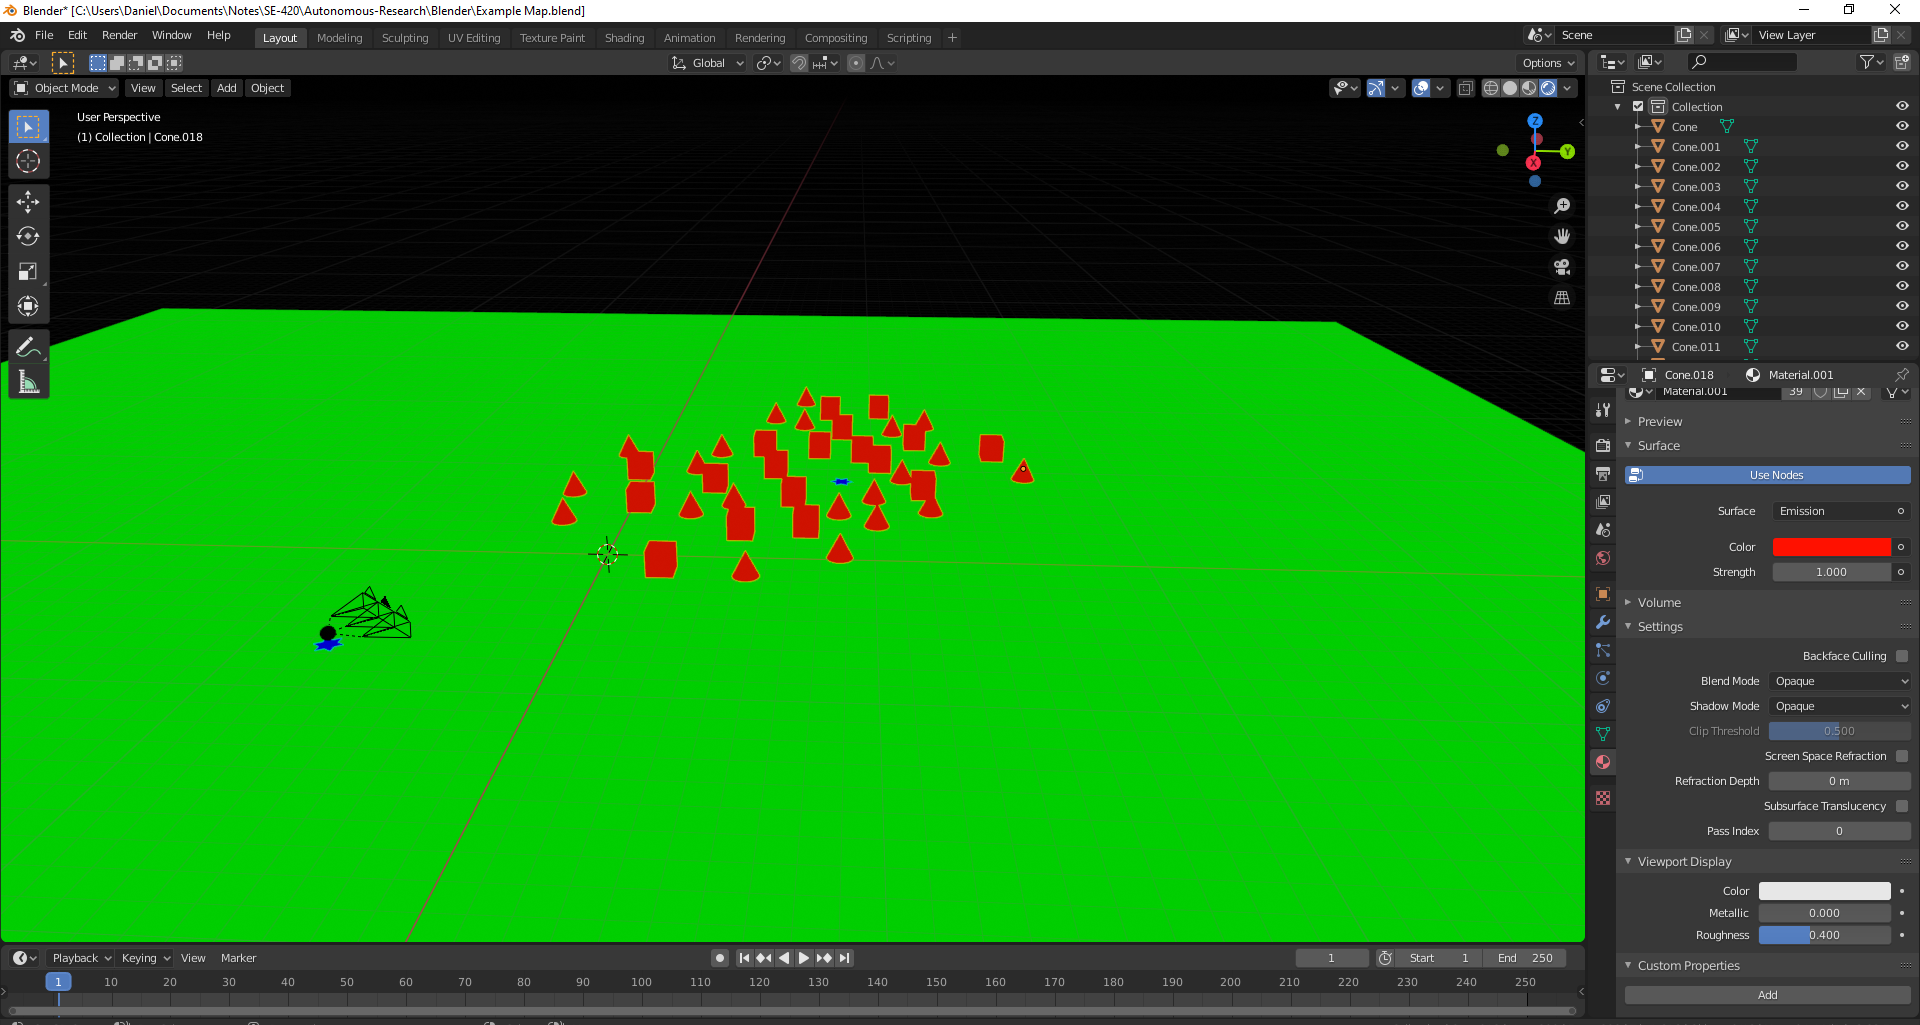 Blender* [C:\Users\Daniel\Documents\Notes\SE-420\Autonomous-Research\Blender\Example Map.blend]
File Edit Render Window Help Layout Modeling Sculpting UV Editing Texture Paint Shading Animation Rendering Compositing Scripting + Scene View Layer
Global Options
Object Mode View Select Add Object
User Perspective
(1) Collection | Cone.018
Z
Y
X
Scene Collection
Collection
Cone
Cone.001
Cone.002
Cone.003
Cone.004
Cone.005
Cone.006
Cone.007
Cone.008
Cone.009
Cone.010
Cone.011
Cone.018 Material.001
Material.001 39
Preview
Surface
Use Nodes
Surface Emission
Color
Strength 1.000
Volume
Settings
Backface Culling
Blend Mode Opaque
Shadow Mode Opaque
Clip Threshold 0.500
Screen Space Refraction
Refraction Depth 0 m
Subsurface Translucency
Pass Index 0
Viewport Display
Color
Metallic 0.000
Roughness 0.400
Custom Properties
Add
Playback Keying View Marker 1 Start 1 End 250
1 10 20 30 40 50 60 70 80 90 100 110 120 130 140 150 160 170 180 190 200 210 220 230 240 250